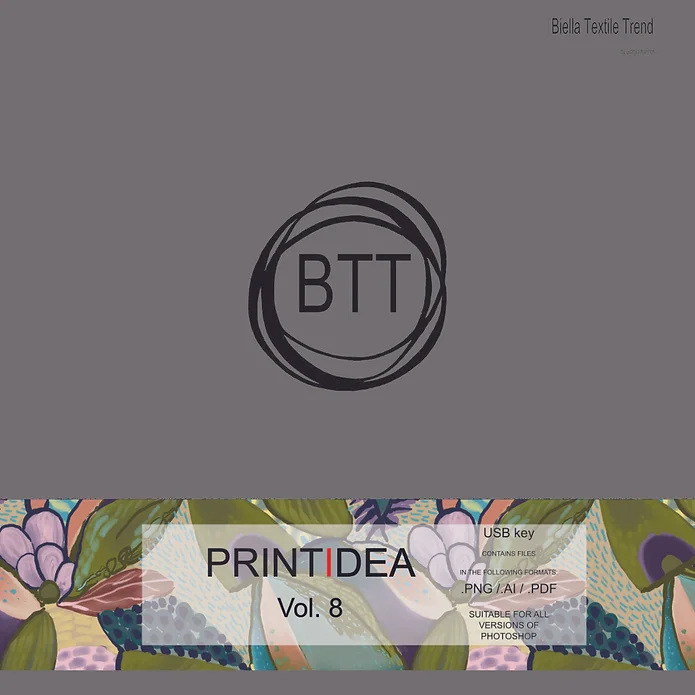 Biella Textile Trend
BTT
PRINTIDEA
Vol. 8
USB key
CONTAINS FILES
IN THE FOLLOWING FORMATS:
.PNG /.AI / .PDF
SUITABLE FOR ALL
VERSIONS OF
PHOTOSHOP